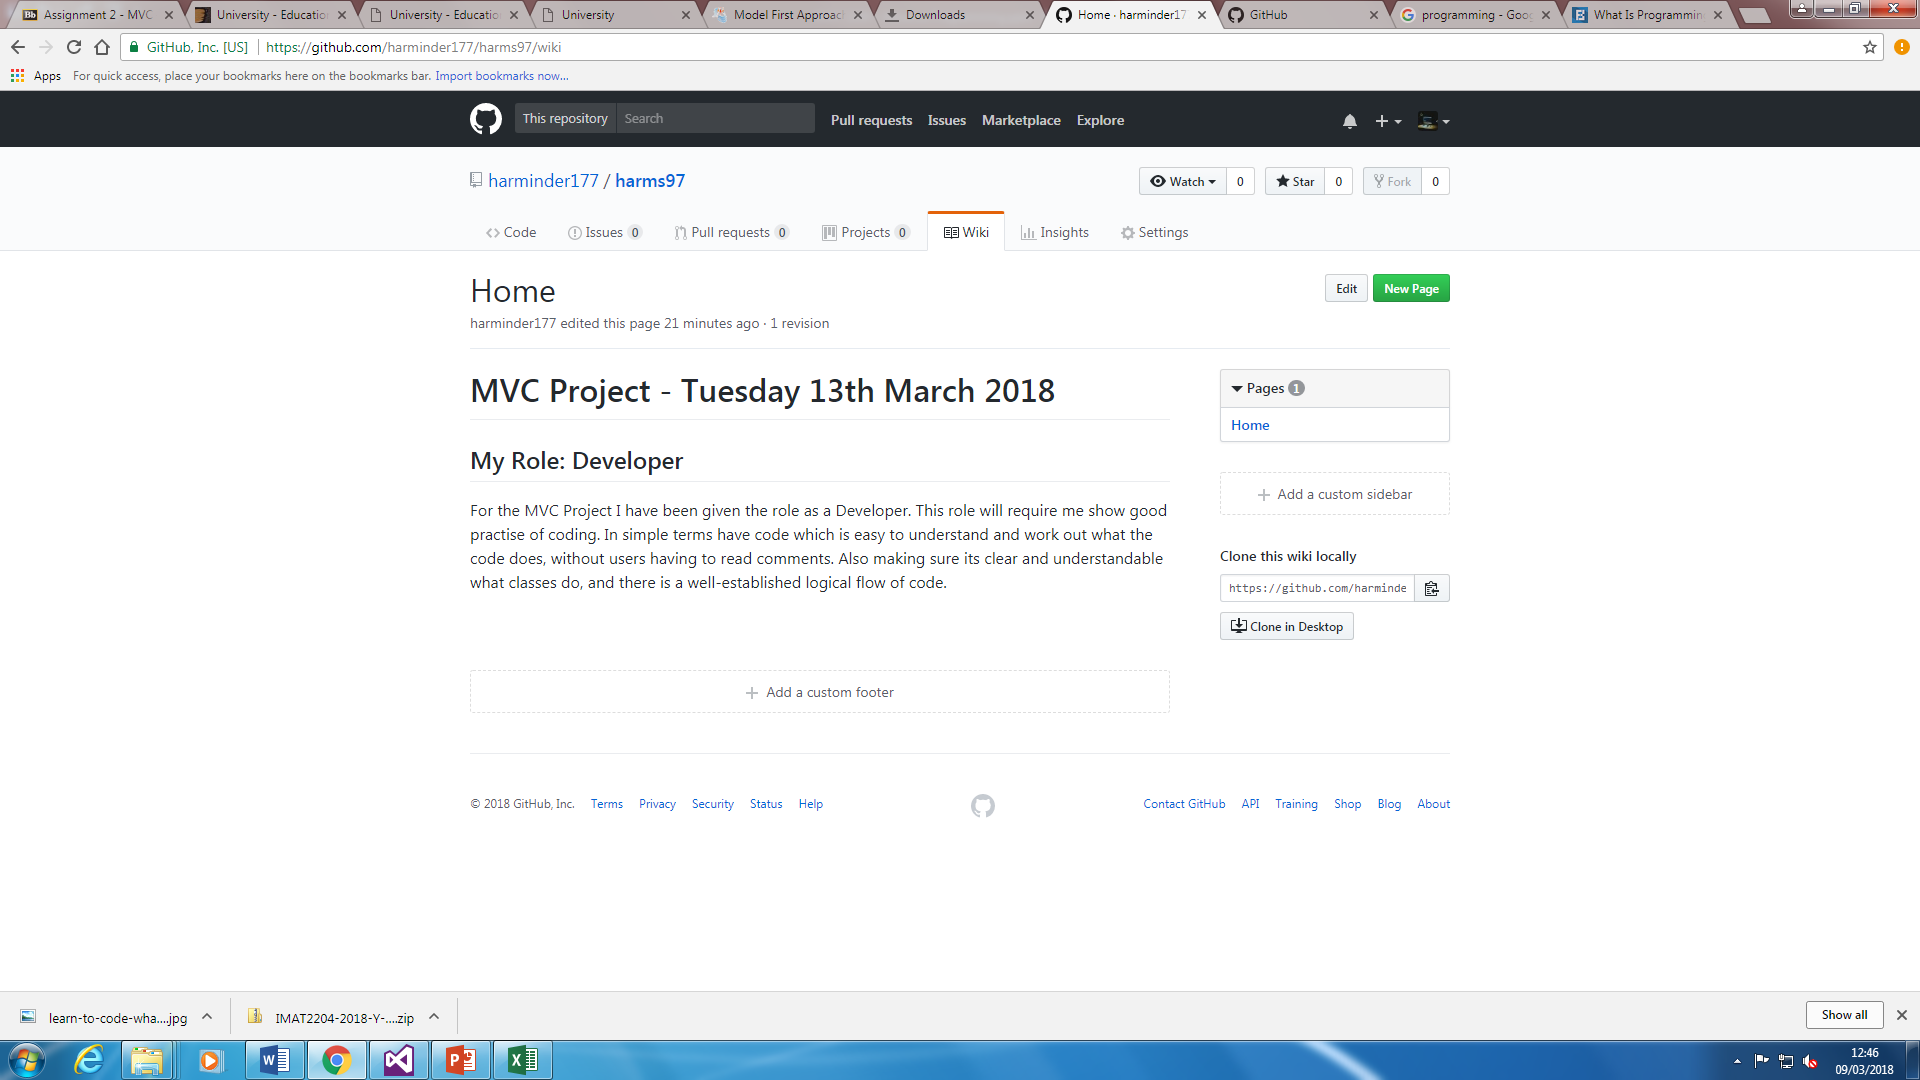 Assignment 2 - MVC
University - Educatio
University - Educatio
University
Model First Approach
Downloads
Home · harminder17
GitHub
programming - Goo
What Is Programmin
GitHub, Inc. [US]
https://github.com/harminder177/harms97/wiki
Apps
For quick access, place your bookmarks here on the bookmarks bar. Import bookmarks now...
This repository
Search
Pull requests
Issues
Marketplace
Explore
harminder177 / harms97
Watch 0
Star 0
Fork 0
Code
Issues 0
Pull requests 0
Projects 0
Wiki
Insights
Settings
Home
Edit
New Page
harminder177 edited this page 21 minutes ago · 1 revision
MVC Project - Tuesday 13th March 2018
My Role: Developer
For the MVC Project I have been given the role as a Developer. This role will require me show good
practise of coding. In simple terms have code which is easy to understand and work out what the
code does, without users having to read comments. Also making sure its clear and understandable
what classes do, and there is a well-established logical flow of code.
Add a custom footer
Pages 1
Home
Add a custom sidebar
Clone this wiki locally
https://github.com/harminde
Clone in Desktop
© 2018 GitHub, Inc.
Terms
Privacy
Security
Status
Help
Contact GitHub
API
Training
Shop
Blog
About
learn-to-code-wha....jpg
IMAT2204-2018-Y-....zip
Show all
12:46
09/03/2018